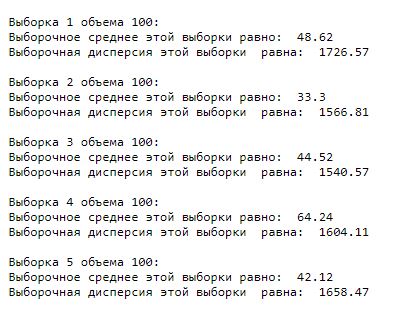 Выборка 1 объема 100:
Выборочное среднее этой выборки равно:  48.62
Выборочная дисперсия этой выборки  равна:  1726.57

Выборка 2 объема 100:
Выборочное среднее этой выборки равно:  33.3
Выборочная дисперсия этой выборки  равна:  1566.81

Выборка 3 объема 100:
Выборочное среднее этой выборки равно:  44.52
Выборочная дисперсия этой выборки  равна:  1540.57

Выборка 4 объема 100:
Выборочное среднее этой выборки равно:  64.24
Выборочная дисперсия этой выборки  равна:  1604.11

Выборка 5 объема 100:
Выборочное среднее этой выборки равно:  42.12
Выборочная дисперсия этой выборки  равна:  1658.47